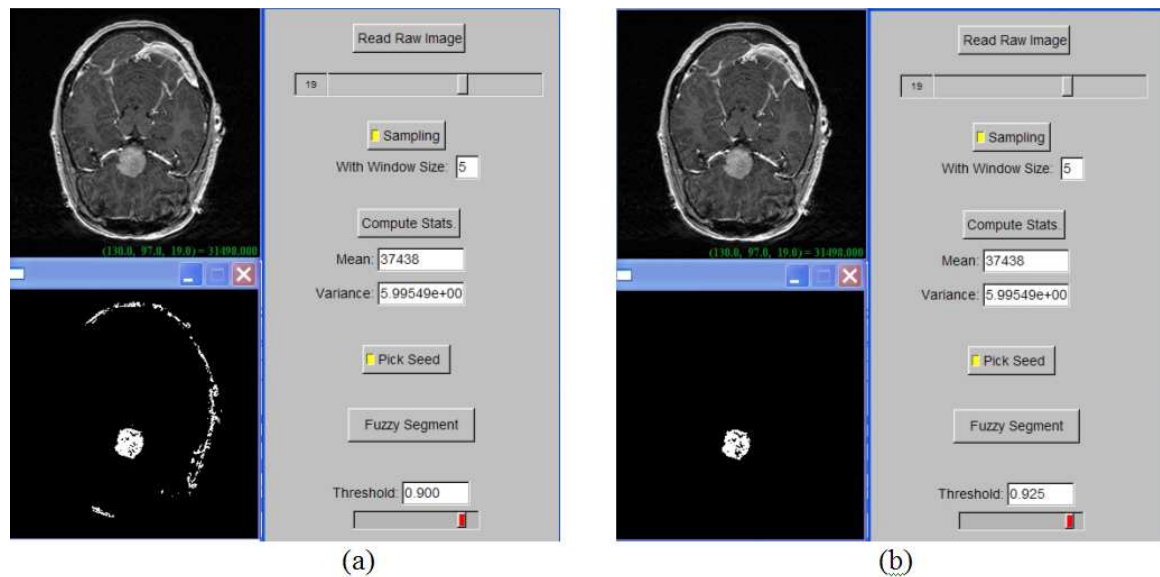 Read Raw Image
19
Sampling
With Window Size: 5
Compute Stats.
(130.0, 97.0, 19.0) = 31498.000
Mean: 37438
Variance: 5.99549e+00
Pick Seed
Fuzzy Segment
Threshold: 0.900
(a)
Read Raw Image
19
Sampling
With Window Size: 5
Compute Stats.
(130.0, 97.0, 19.0) = 31498.000
Mean: 37438
Variance: 5.99549e+00
Pick Seed
Fuzzy Segment
Threshold: 0.925
(b)